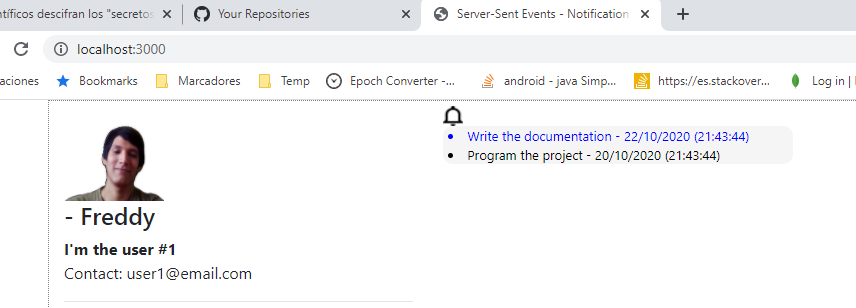 ntíficos descifran los "secretos
Your Repositories
Server-Sent Events - Notification
localhost:3000
aciones
Bookmarks
Marcadores
Temp
Epoch Converter -...
android - java Simp...
https://es.stackover...
Log in |
Write the documentation - 22/10/2020 (21:43:44)
Program the project - 20/10/2020 (21:43:44)
- Freddy
I'm the user #1
Contact: user1@email.com